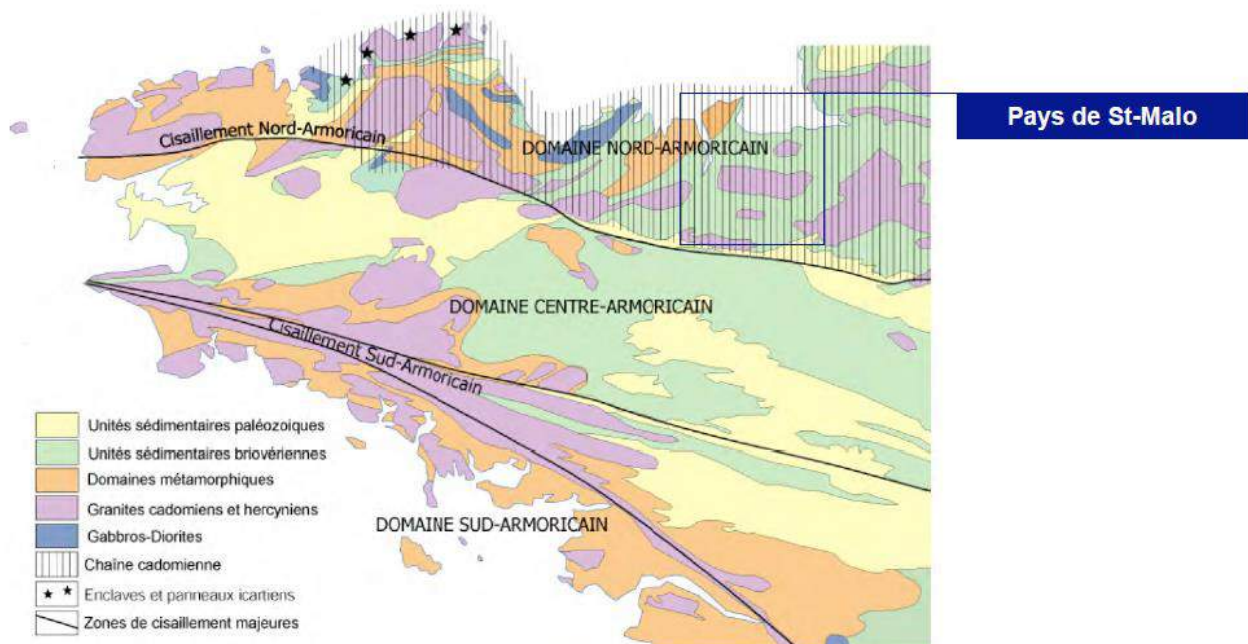 Pays de St-Malo
Cisaillement Nord-Armoricain
DOMAINE NORD-ARMORICAIN
DOMAINE CENTRE-ARMORICAIN
Cisaillement Sud-Armoricain
DOMAINE SUD-ARMORICAIN
Unités sédimentaires paléozoiques
Unités sédimentaires briovériennes
Domaines métamorphiques
Granites cadomiens et hercyniens
Gabbros-Diorites
Chaîne cadomienne
Enclaves et panneaux icartiens
Zones de cisaillement majeures